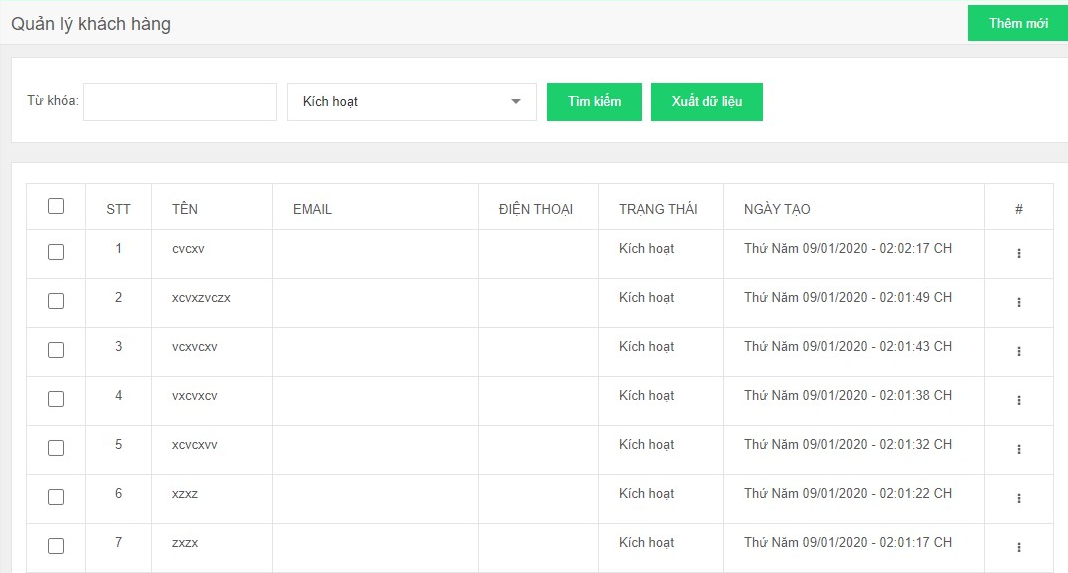 Quản lý khách hàng Thêm mới
Từ khóa: Kích hoạt Tìm kiếm Xuất dữ liệu
STT TÊN EMAIL ĐIỆN THOẠI TRẠNG THÁI NGÀY TẠO #
1 cvcxv Kích hoạt Thứ Năm 09/01/2020 - 02:02:17 CH
2 xcvxzvczx Kích hoạt Thứ Năm 09/01/2020 - 02:01:49 CH
3 vcxvcxv Kích hoạt Thứ Năm 09/01/2020 - 02:01:43 CH
4 vxcvxcv Kích hoạt Thứ Năm 09/01/2020 - 02:01:38 CH
5 xcvcxvv Kích hoạt Thứ Năm 09/01/2020 - 02:01:32 CH
6 xzxz Kích hoạt Thứ Năm 09/01/2020 - 02:01:22 CH
7 zxzx Kích hoạt Thứ Năm 09/01/2020 - 02:01:17 CH